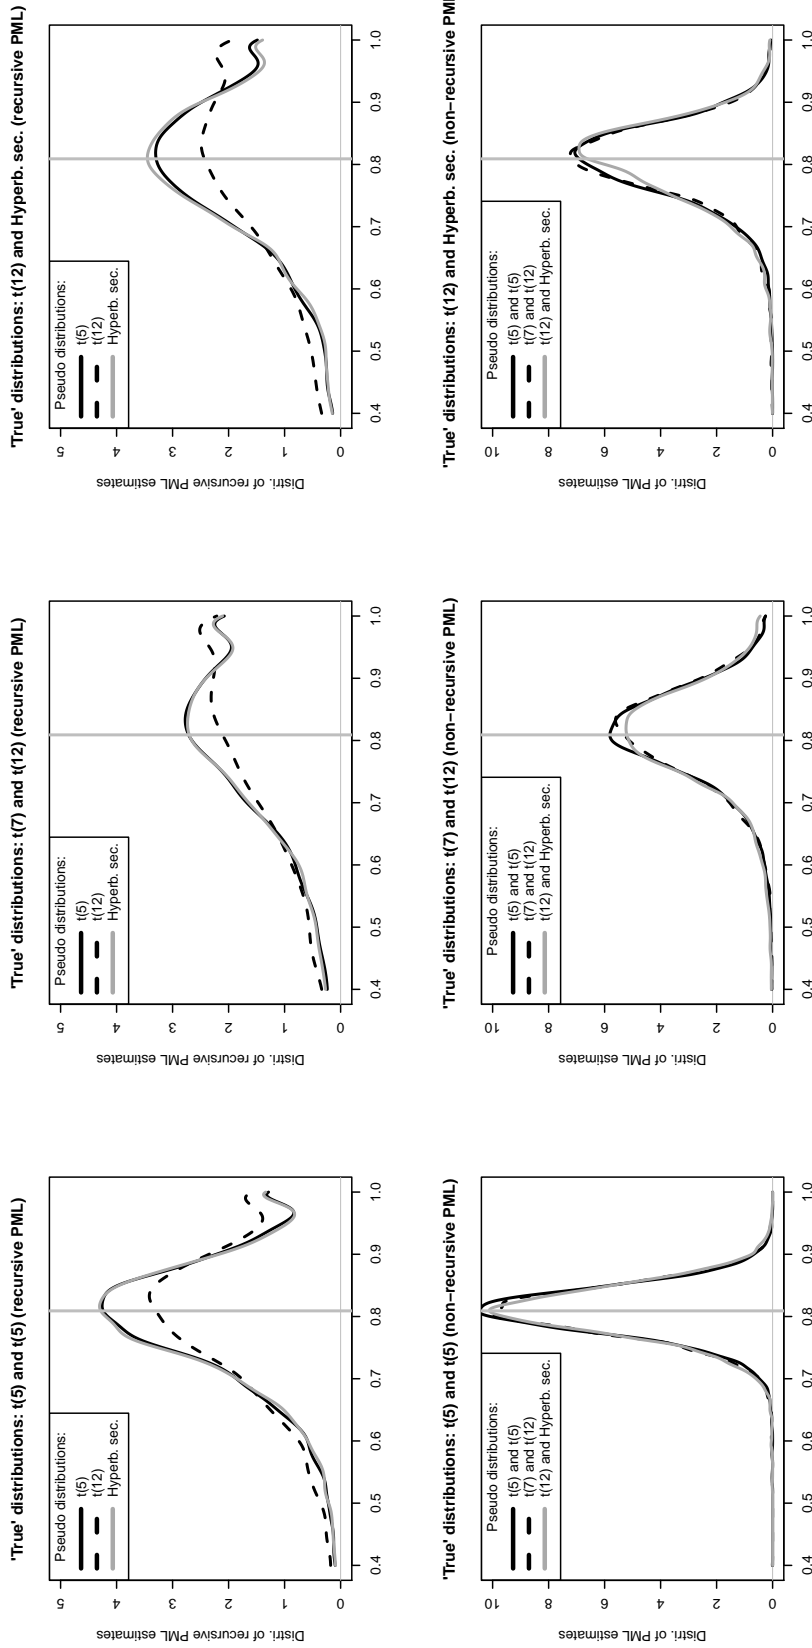 'True' distributions: t(5) and t(5) (recursive PML)
Distri. of recursive PML estimates
5
4
3
2
1
0
Pseudo distributions:
t(5)
t(12)
Hyperb. sec.
0.4 0.5 0.6 0.7 0.8 0.9 1.0
'True' distributions: t(7) and t(12) (recursive PML)
Distri. of recursive PML estimates
5
4
3
2
1
0
Pseudo distributions:
t(5)
t(12)
Hyperb. sec.
0.4 0.5 0.6 0.7 0.8 0.9 1.0
'True' distributions: t(12) and Hyperb. sec. (recursive PML)
Distri. of recursive PML estimates
5
4
3
2
1
0
Pseudo distributions:
t(5)
t(12)
Hyperb. sec.
0.4 0.5 0.6 0.7 0.8 0.9 1.0
'True' distributions: t(5) and t(5) (non−recursive PML)
Distri. of PML estimates
10
8
6
4
2
0
Pseudo distributions:
t(5) and t(5)
t(7) and t(12)
t(12) and Hyperb. sec.
0.4 0.5 0.6 0.7 0.8 0.9 1.0
'True' distributions: t(7) and t(12) (non−recursive PML)
Distri. of PML estimates
10
8
6
4
2
0
Pseudo distributions:
t(5) and t(5)
t(7) and t(12)
t(12) and Hyperb. sec.
0.4 0.5 0.6 0.7 0.8 0.9 1.0
'True' distributions: t(12) and Hyperb. sec. (non−recursive PML
Distri. of PML estimates
10
8
6
4
2
0
Pseudo distributions:
t(5) and t(5)
t(7) and t(12)
t(12) and Hyperb. sec.
0.4 0.5 0.6 0.7 0.8 0.9 1.0